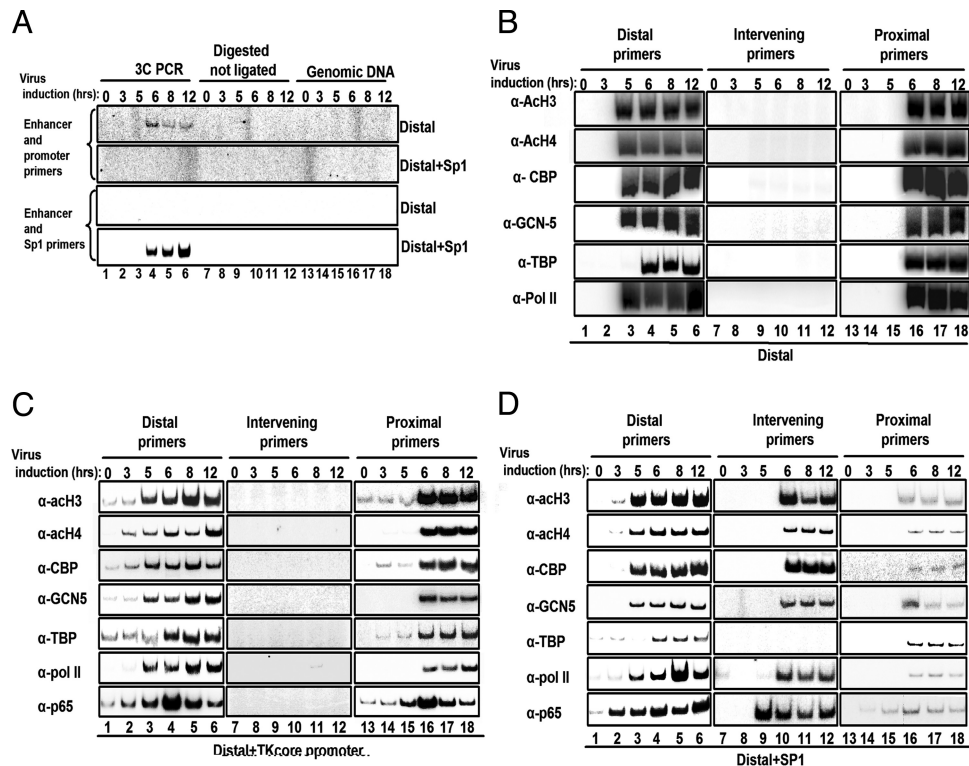 A
Digested
not ligated
3C PCR
Genomic DNA
Virus
induction (hrs):
0 3 5 6 8 12 0 3 5 6 8 12 0 3 5 6 8 12
Enhancer
and
promoter
primers
Distal
Distal+Sp1
Enhancer
and
Sp1 primers
Distal
Distal+Sp1
1 2 3 4 5 6 7 8 9 10 11 12 13 14 15 16 17 18
B
Distal
primers
Intervening
primers
Proximal
primers
Virus
induction (hrs):
0 3 5 6 8 12 0 3 5 6 8 12 0 3 5 6 8 12
α-AcH3
α-AcH4
α- CBP
α-GCN-5
α-TBP
α-Pol II
1 2 3 4 5 6 7 8 9 10 11 12 13 14 15 16 17 18
Distal
C
Distal
primers
Intervening
primers
Proximal
primers
Virus
induction (hrs):
0 3 5 6 8 12 0 3 5 6 8 12 0 3 5 6 8 12
α-acH3
α-acH4
α-CBP
α-GCN5
α-TBP
α-pol II
α-p65
1 2 3 4 5 6 7 8 9 10 11 12 13 14 15 16 17 18
Distal+TKcore promoter
D
Distal
primers
Intervening
primers
Proximal
primers
Virus
induction (hrs):
0 3 5 6 8 12 0 3 5 6 8 12 0 3 5 6 8 12
α-acH3
α-acH4
α-CBP
α-GCN5
α-TBP
α-pol II
α-p65
1 2 3 4 5 6 7 8 9 10 11 12 13 14 15 16 17 18
Distal+SP1